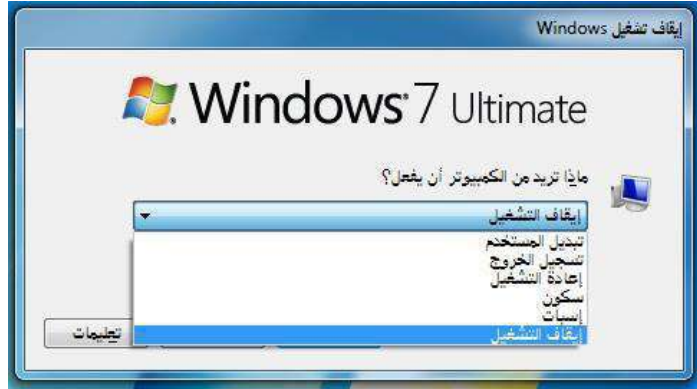 إيقاف تشغيل Windows
Windows 7 Ultimate
ماذا تريد من الكمبيوتر أن يفعل؟
إيقاف التشغيل
تبديل المستخدم
تسجيل الخروج
إعادة التشغيل
سكون
إسبات
إيقاف التشغيل
تعليمات